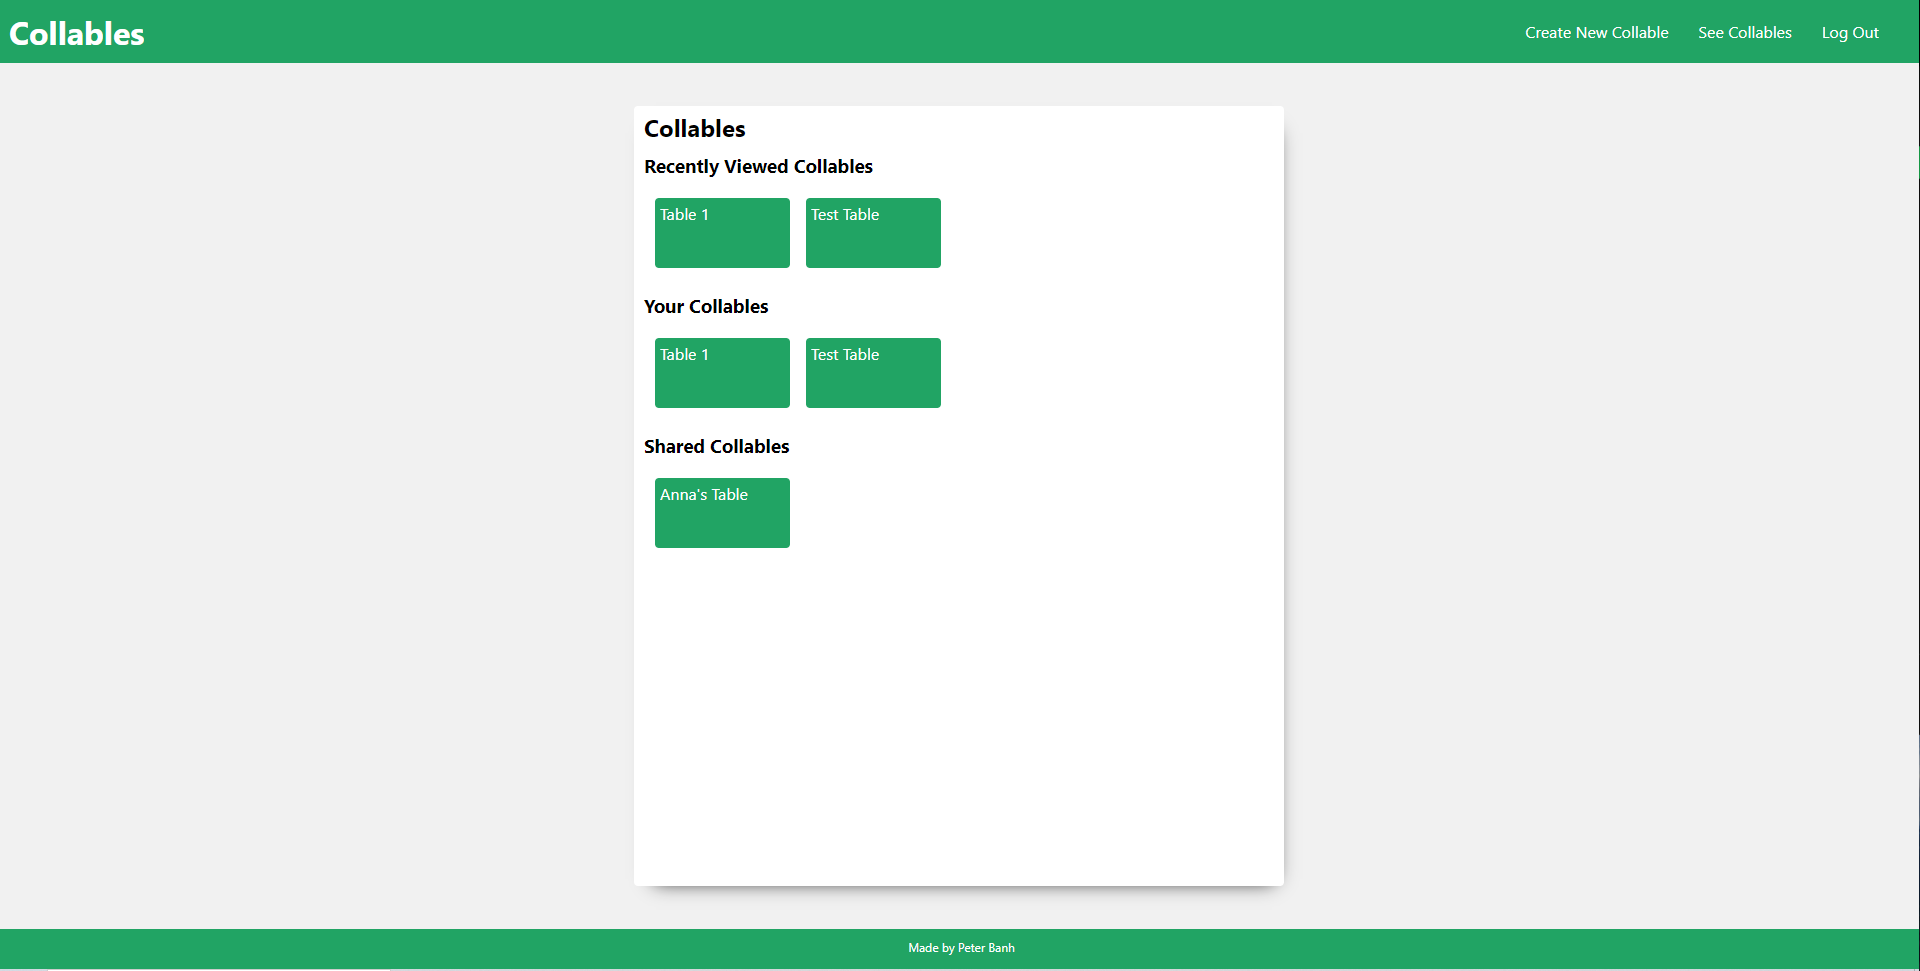 Collables
Create New Collable
See Collables
Log Out
Collables
Recently Viewed Collables
Table 1
Test Table
Your Collables
Table 1
Test Table
Shared Collables
Anna's Table
Made by Peter Banh